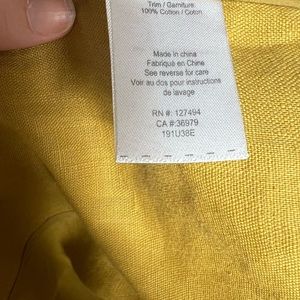 Trim / Garniture:
100% Cotton / Coton
Made in china
Fabriqué en Chine
See reverse for care
Voir au dos pour instructions
de lavage
RN #: 127494
CA #:36979
191U38E